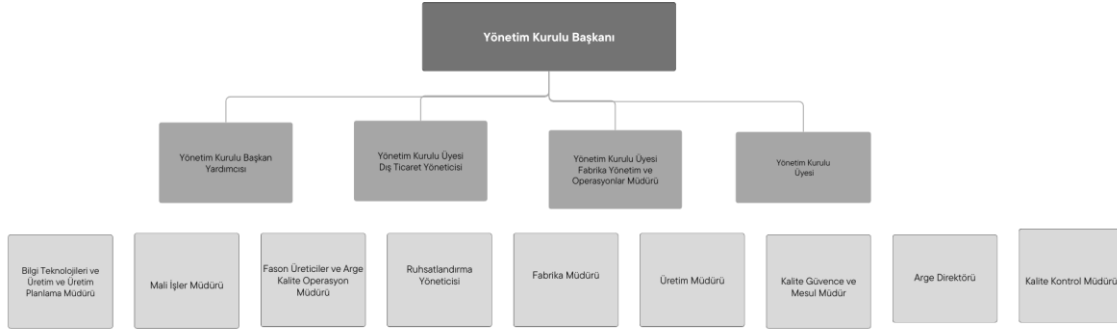 Yönetim Kurulu Başkanı
Yönetim Kurulu Başkan
Yardımcısı
Yönetim Kurulu Üyesi
Dış Ticaret Yöneticisi
Yönetim Kurulu Üyesi
Fabrika Yönetim ve
Operasyonlar Müdürü
Yönetim Kurulu
Üyesi
Bilgi Teknolojileri ve
Üretim ve Üretim
Planlama Müdürü
Mali İşler Müdürü
Fason Üreticiler ve Arge
Kalite Operasyon
Müdürü
Ruhsatlandırma
Yöneticisi
Fabrika Müdürü
Üretim Müdürü
Kalite Güvence ve
Mesul Müdür
Arge Direktörü
Kalite Kontrol Müdürü